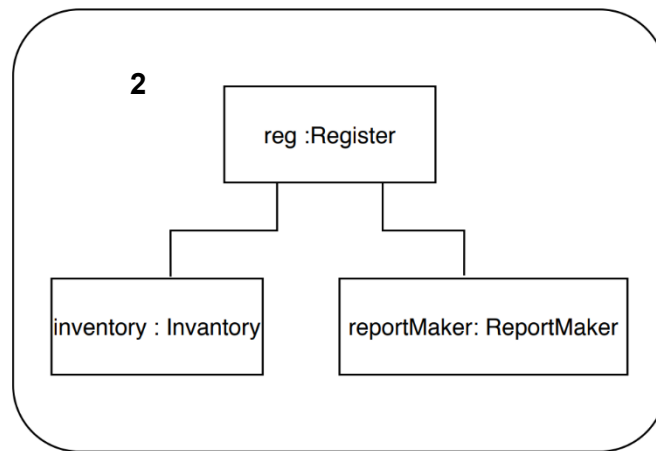 2
reg :Register
inventory : Invantory
reportMaker: ReportMaker